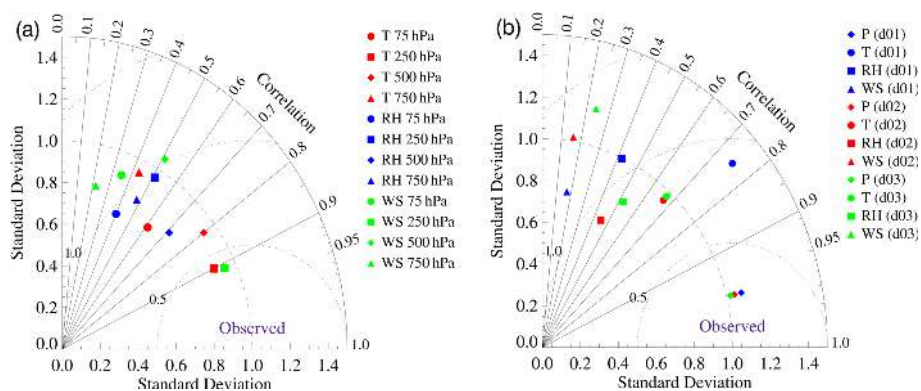 (a)
0.0
0.1
0.2
0.3
0.4
0.5
0.6
0.7
0.8
0.9
0.95
1.0
Correlation
1.5
1.4
1.2
1.0
0.8
0.6
0.4
0.2
0.0
Standard Deviation
1.0
0.5
Observed
0.0 0.2 0.4 0.6 0.8 1.0 1.2 1.4
Standard Deviation
T 75 hPa
T 250 hPa
T 500 hPa
T 750 hPa
RH 75 hPa
RH 250 hPa
RH 500 hPa
RH 750 hPa
WS 75 hPa
WS 250 hPa
WS 500 hPa
WS 750 hPa
(b)
0.0
0.1
0.2
0.3
0.4
0.5
0.6
0.7
0.8
0.9
0.95
1.0
Correlation
1.5
1.4
1.2
1.0
0.8
0.6
0.4
0.2
0.0
Standard Deviation
1.0
0.5
Observed
0.0 0.2 0.4 0.6 0.8 1.0 1.2 1.4
Standard Deviation
P (d01)
T (d01)
RH (d01)
WS (d01)
P (d02)
T (d02)
RH (d02)
WS (d02)
P (d03)
T (d03)
RH (d03)
WS (d03)